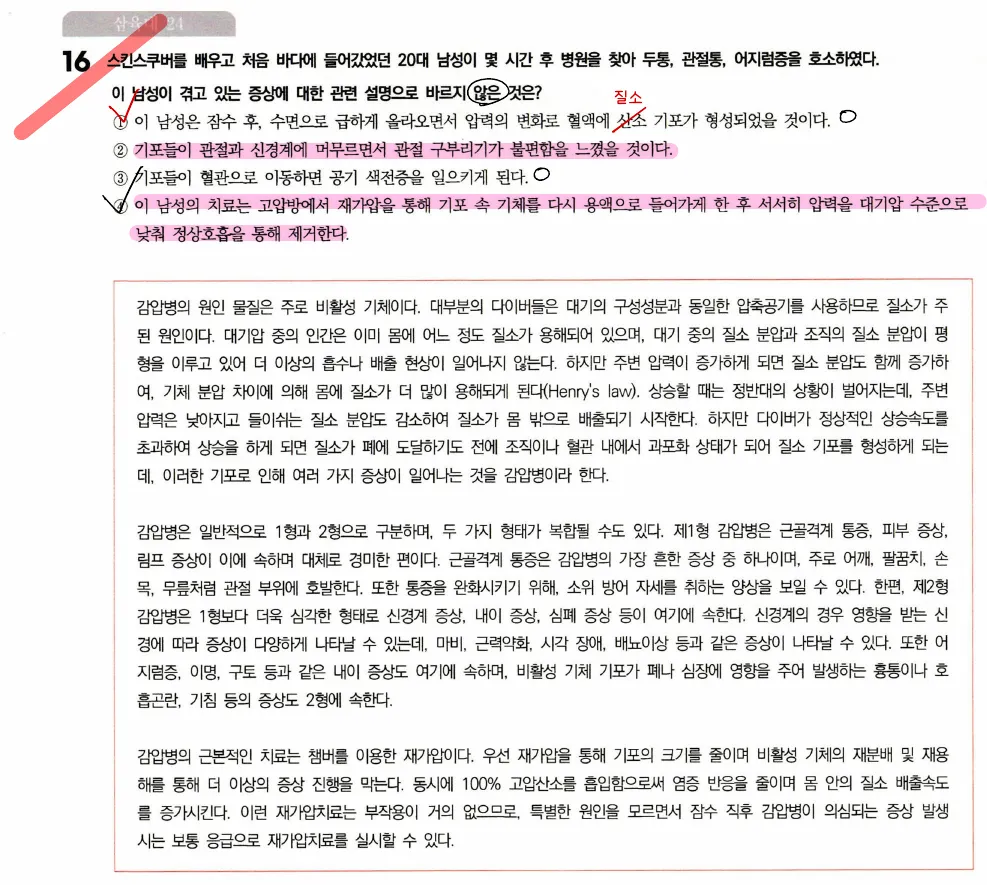 삼육대 24
16 스킨스쿠버를 배우고 처음 바다에 들어갔었던 20대 남성이 몇 시간 후 병원을 찾아 두통, 관절통, 어지럼증을 호소하였다.
이 남성이 겪고 있는 증상에 대한 관련 설명으로 바르지 않은 것은?
질소
① 이 남성은 잠수 후, 수면으로 급하게 올라오면서 압력의 변화로 혈액에 산소 기포가 형성되었을 것이다.
② 기포들이 관절과 신경계에 머무르면서 관절 구부리기가 불편함을 느꼈을 것이다.
③ 기포들이 혈관으로 이동하면 공기 색전증을 일으키게 된다.
④ 이 남성의 치료는 고압방에서 재가압을 통해 기포 속 기체를 다시 용액으로 들어가게 한 후 서서히 압력을 대기압 수준으로
낮춰 정상호흡을 통해 제거한다.
감압병의 원인 물질은 주로 비활성 기체이다. 대부분의 다이버들은 대기의 구성성분과 동일한 압축공기를 사용하므로 질소가 주
된 원인이다. 대기압 중의 인간은 이미 몸에 어느 정도 질소가 용해되어 있으며, 대기 중의 질소 분압과 조직의 질소 분압이 평
형을 이루고 있어 더 이상의 흡수나 배출 현상이 일어나지 않는다. 하지만 주변 압력이 증가하게 되면 질소 분압도 함께 증가하
여, 기체 분압 차이에 의해 몸에 질소가 더 많이 용해되게 된다(Henry's law). 상승할 때는 정반대의 상황이 벌어지는데, 주변
압력은 낮아지고 들이쉬는 질소 분압도 감소하여 질소가 몸 밖으로 배출되기 시작한다. 하지만 다이버가 정상적인 상승속도를
초과하여 상승을 하게 되면 질소가 폐에 도달하기도 전에 조직이나 혈관 내에서 과포화 상태가 되어 질소 기포를 형성하게 되는
데, 이러한 기포로 인해 여러 가지 증상이 일어나는 것을 감압병이라 한다.
감압병은 일반적으로 1형과 2형으로 구분하며, 두 가지 형태가 복합될 수도 있다. 제1형 감압병은 근골격계 통증, 피부 증상,
림프 증상이 이에 속하며 대체로 경미한 편이다. 근골격계 통증은 감압병의 가장 흔한 증상 중 하나이며, 주로 어깨, 팔꿈치, 손
목, 무릎처럼 관절 부위에 호발한다. 또한 통증을 완화시키기 위해, 소위 방어 자세를 취하는 양상을 보일 수 있다. 한편, 제2형
감압병은 1형보다 더욱 심각한 형태로 신경계 증상, 내이 증상, 심폐 증상 등이 여기에 속한다. 신경계의 경우 영향을 받는 신
경에 따라 증상이 다양하게 나타날 수 있는데, 마비, 근력약화, 시각 장애, 배뇨이상 등과 같은 증상이 나타날 수 있다. 또한 어
지럼증, 이명, 구토 등과 같은 내이 증상도 여기에 속하며, 비활성 기체 기포가 폐나 심장에 영향을 주어 발생하는 흉통이나 호
흡곤란, 기침 등의 증상도 2형에 속한다.
감압병의 근본적인 치료는 챔버를 이용한 재가압이다. 우선 재가압을 통해 기포의 크기를 줄이며 비활성 기체의 재분배 및 재용
해를 통해 더 이상의 증상 진행을 막는다. 동시에 100% 고압산소를 흡입함으로써 염증 반응을 줄이며 몸 안의 질소 배출속도
를 증가시킨다. 이런 재가압치료는 부작용이 거의 없으므로, 특별한 원인을 모르면서 잠수 직후 감압병이 의심되는 증상 발생
시는 보통 응급으로 재가압치료를 실시할 수 있다.